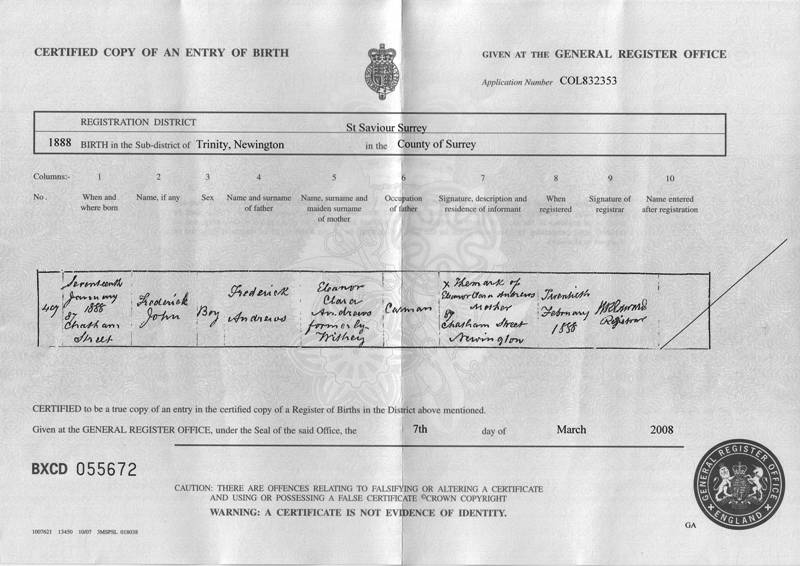 CERTIFIED COPY OF AN ENTRY OF BIRTH
GIVEN AT THE GENERAL REGISTER OFFICE
Application Number COL832353
REGISTRATION DISTRICT St Saviour Surrey
1888 BIRTH in the Sub-district of Trinity, Newington in the County of Surrey
Columns:- 1 2 3 4 5 6 7 8 9 10
No. When and where born Name, if any Sex Name and surname of father Name, surname and maiden surname of mother Occupation of father Signature, description and residence of informant When registered Signature of registrar Name entered after registration
Seventeenth
January
1888
87
Chatham
Street
Frederick
John
Boy
Frederick
Andrews
Eleanor
Clara
Andrews
formerly
Withey
Carman
X The mark of
Eleanor Clara Andrews
Mother
87
Chatham Street
Newington
Twentieth
February
1888
Registrar
CERTIFIED to be a true copy of an entry in the certified copy of a Register of Births in the District above mentioned.
Given at the GENERAL REGISTER OFFICE, under the Seal of the said Office, the 7th day of March 2008
BXCD 055672
CAUTION: THERE ARE OFFENCES RELATING TO FALSIFYING OR ALTERING A CERTIFICATE
AND USING OR POSSESSING A FALSE CERTIFICATE ©CROWN COPYRIGHT
WARNING: A CERTIFICATE IS NOT EVIDENCE OF IDENTITY.
GENERAL REGISTER OFFICE
ENGLAND
1007621 13450 10/07 3MSPSL 018038
GA